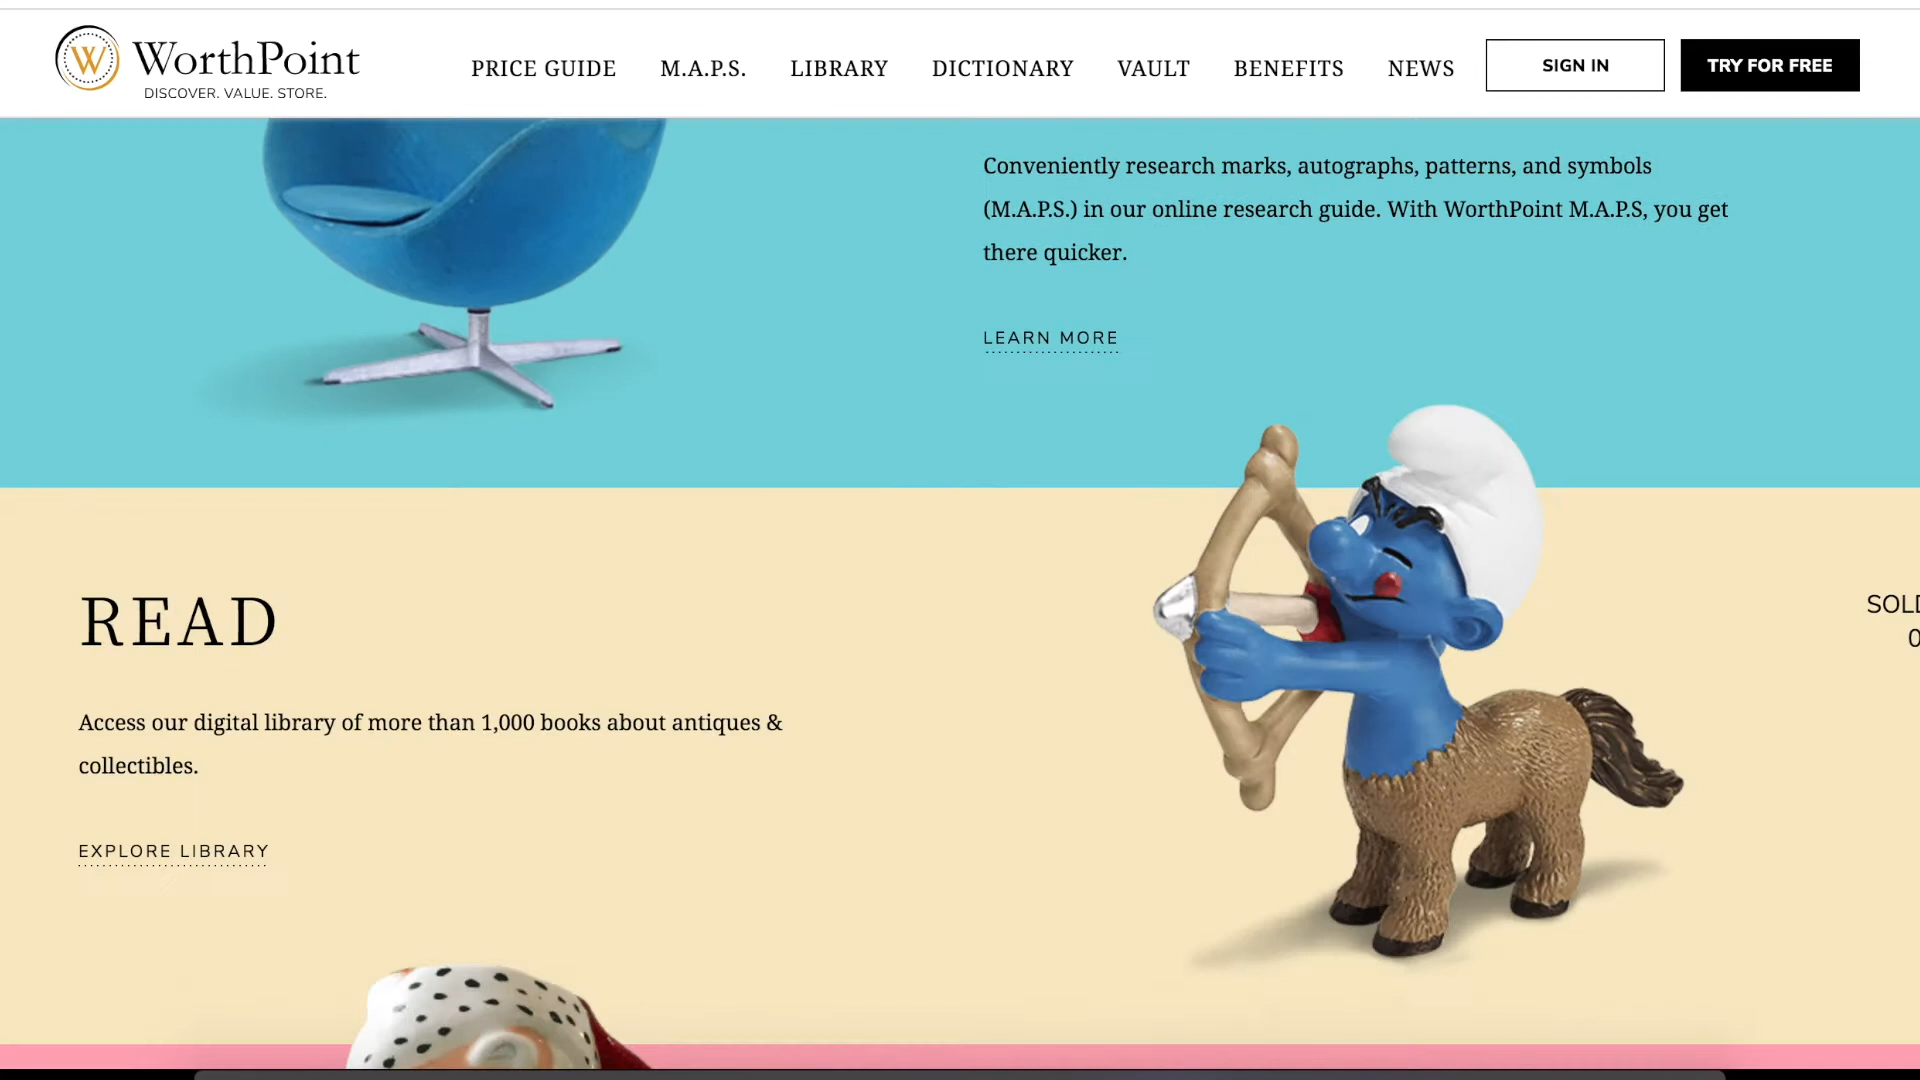 WorthPoint
DISCOVER. VALUE. STORE.
PRICE GUIDE
M.A.P.S.
LIBRARY
DICTIONARY
VAULT
BENEFITS
NEWS
SIGN IN
TRY FOR FREE
Conveniently research marks, autographs, patterns, and symbols
(M.A.P.S.) in our online research guide. With WorthPoint M.A.P.S, you get
there quicker.
LEARN MORE
READ
Access our digital library of more than 1,000 books about antiques &
collectibles.
EXPLORE LIBRARY